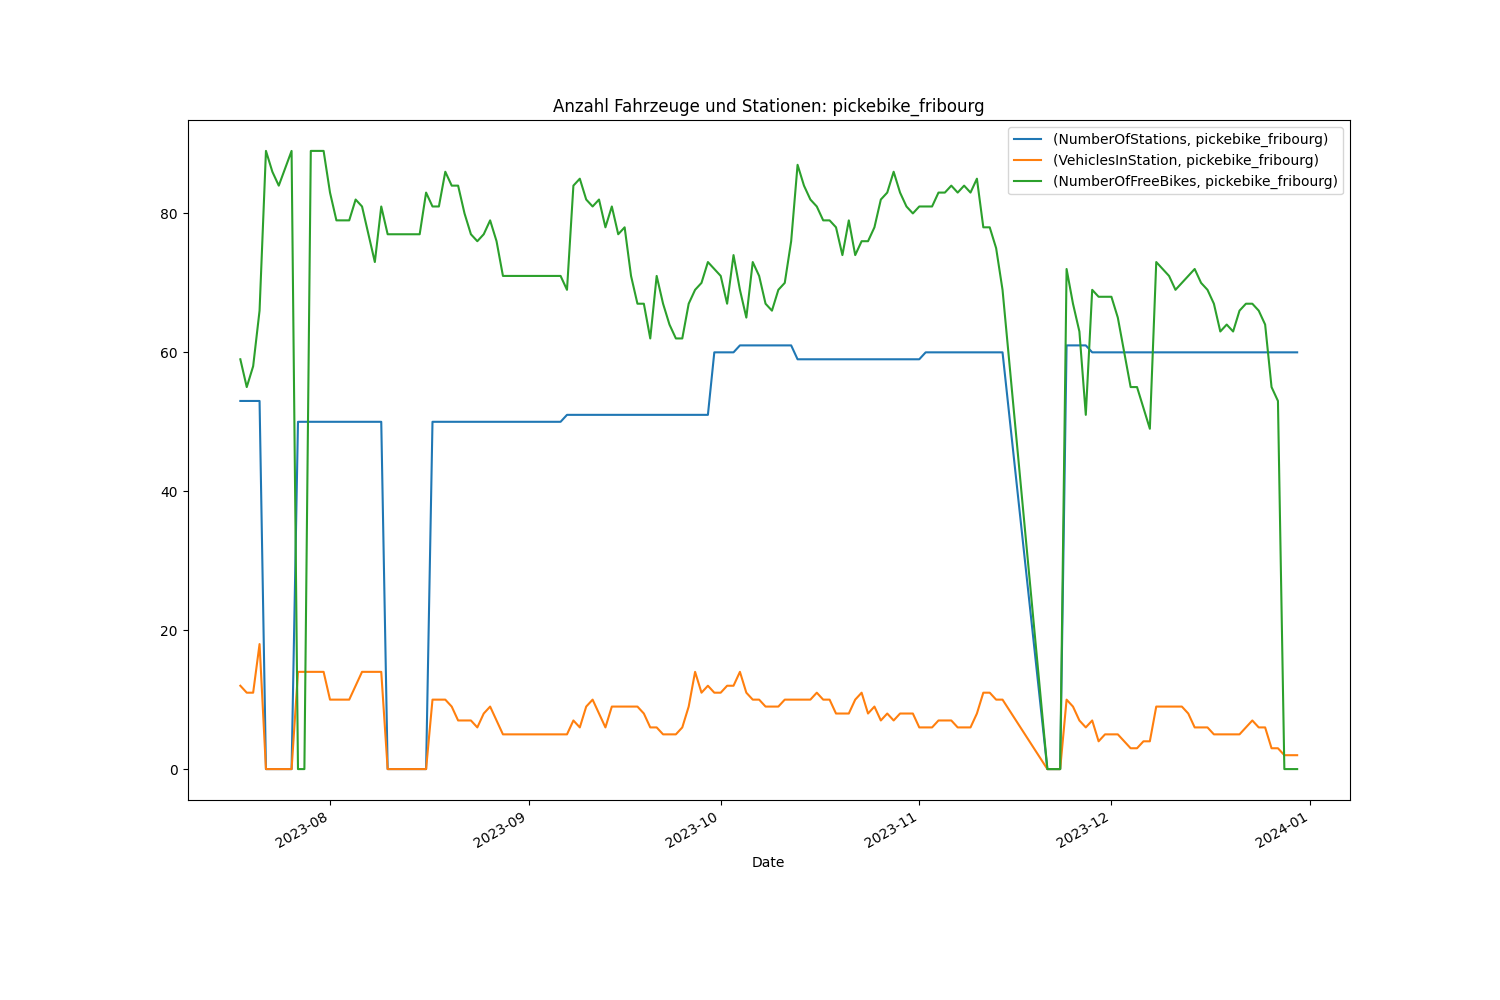 Anzahl Fahrzeuge und Stationen: pickebike_fribourg
(NumberOfStations, pickebike_fribourg)
(VehiclesInStation, pickebike_fribourg)
(NumberOfFreeBikes, pickebike_fribourg)
80
60
40
20
0
2023-08
2023-09
2023-10
2023-11
2023-12
2024-01
Date